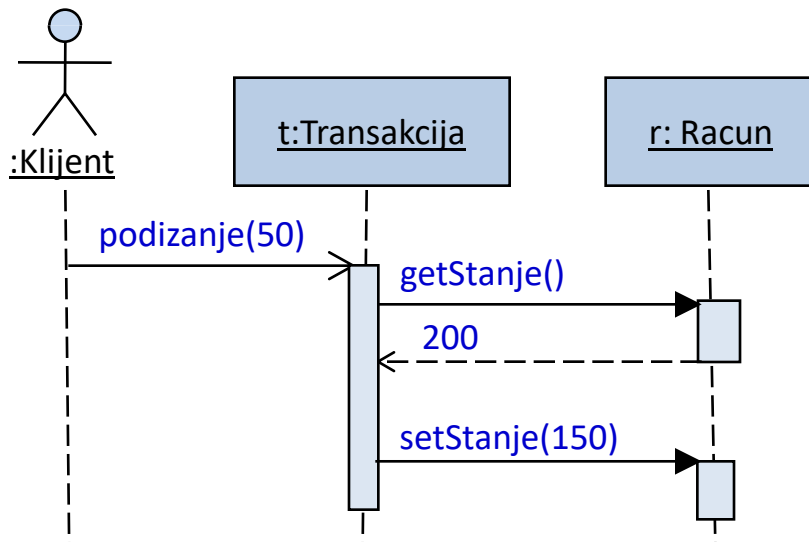 :Klijent
t:Transakcija
r: Racun
podizanje(50)
getStanje()
200
setStanje(150)